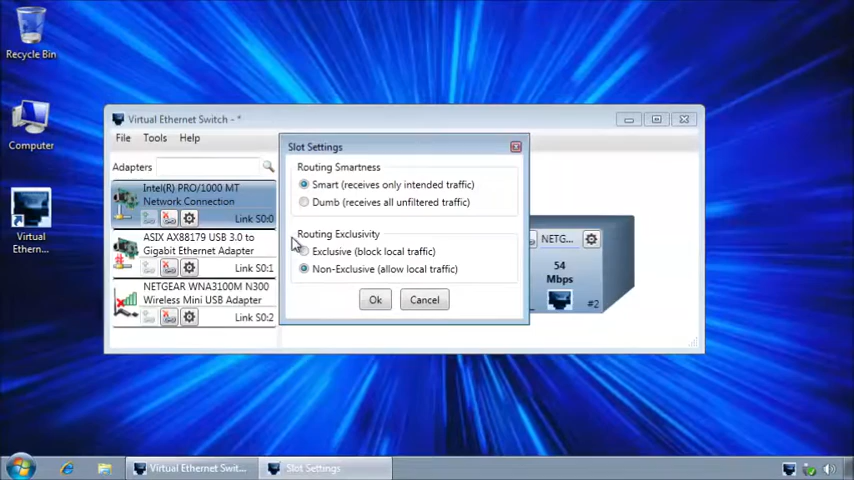 Recycle Bin
Computer
Virtual
Ethern...
Virtual Ethernet Switch - *
File Tools Help
Adapters
Intel(R) PRO/1000 MT
Network Connection
Link S0:0
ASIX AX88179 USB 3.0 to
Gigabit Ethernet Adapter
Link S0:1
NETGEAR WNA3100M N300
Wireless Mini USB Adapter
Link S0:2
Slot Settings
Routing Smartness
Smart (receives only intended traffic)
Dumb (receives all unfiltered traffic)
Routing Exclusivity
Exclusive (block local traffic)
Non-Exclusive (allow local traffic)
Ok Cancel
NETG...
54
Mbps
#2
Virtual Ethernet Swit...
Slot Settings